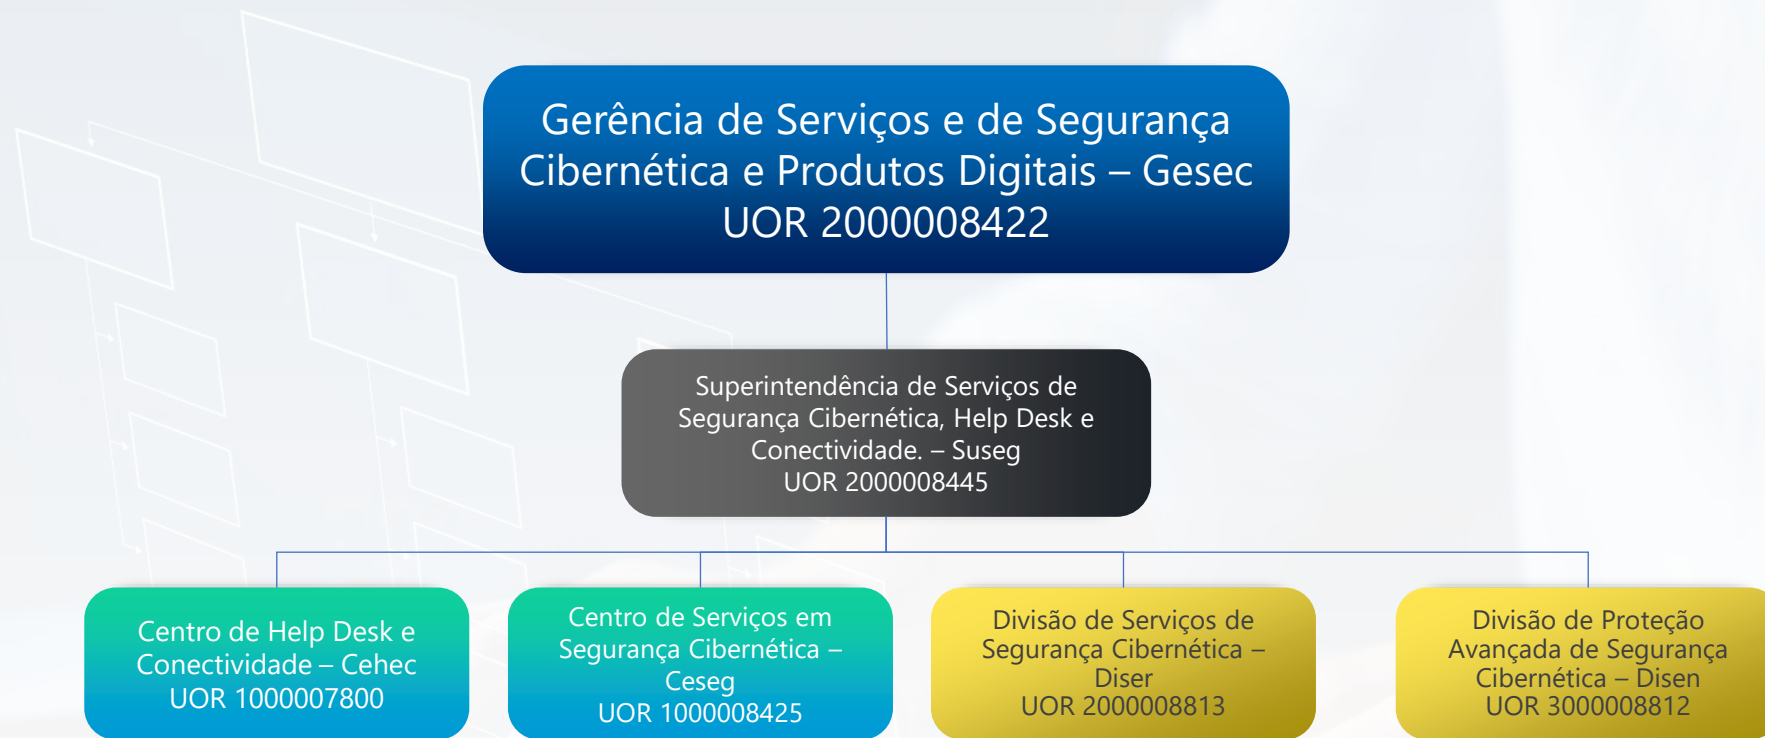 Gerência de Serviços e de Segurança
Cibernética e Produtos Digitais – Gesec
UOR 2000008422
Superintendência de Serviços de
Segurança Cibernética, Help Desk e
Conectividade. – Suseg
UOR 2000008445
Centro de Help Desk e
Conectividade – Cehec
UOR 1000007800
Centro de Serviços em
Segurança Cibernética –
Ceseg
UOR 1000008425
Divisão de Serviços de
Segurança Cibernética –
Diser
UOR 2000008813
Divisão de Proteção
Avançada de Segurança
Cibernética – Disen
UOR 3000008812